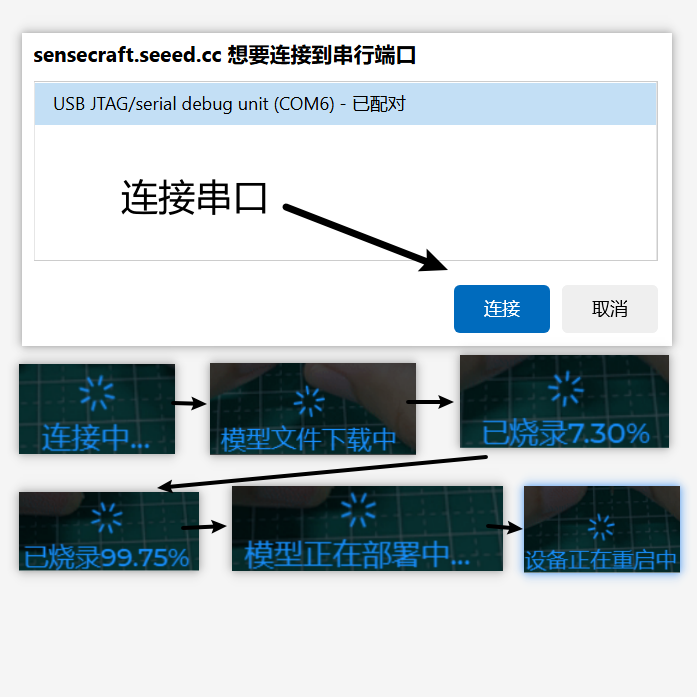 sensecraft.seeed.cc 想要连接到串行端口
USB JTAG/serial debug unit (COM6) - 已配对
连接串口
连接
取消
连接中...
模型文件下载中
已烧录7.30%
已烧录99.75%
模型正在部署中...
设备正在重启中